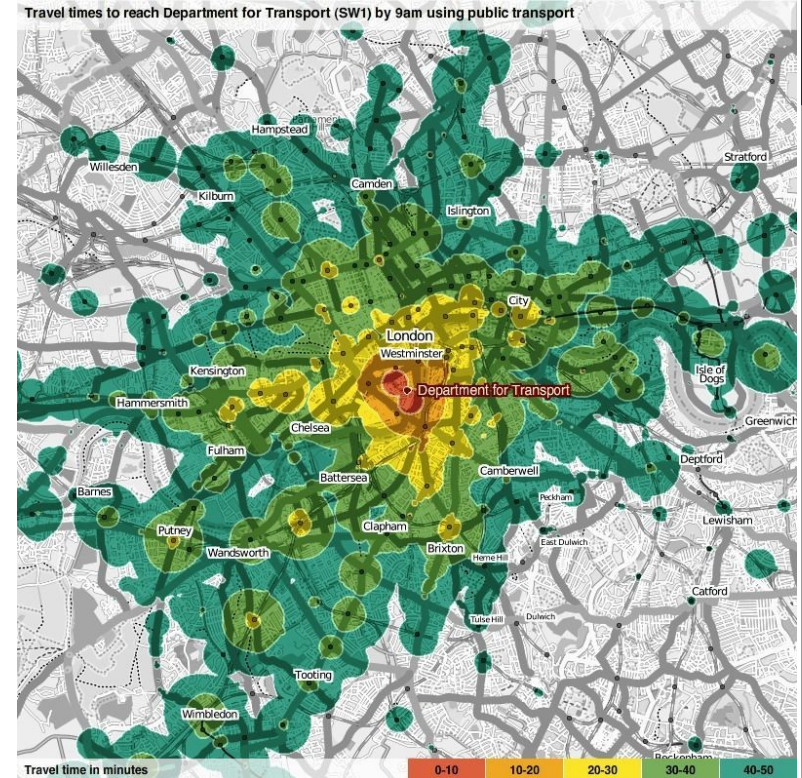 Travel times to reach Department for Transport (SW1) by 9am using public transport
Hampstead
Willesden
Stratford
Kilburn
Camden
Islington
City
London
Westminster
Kensington
Isle of
Dogs
Department for Transport
Hammersmith
Greenwich
Chelsea
Fulham
Deptford
Camberwell
Battersea
Barnes
Peckham
Lewisham
Putney
Clapham
Wandsworth
Brixton
East Dulwich
Herne Hill
Catford
Tulse Hill
Dulwich
Tooting
Wimbledon
Travel time in minutes
0-10
10-20
20-30
30-40
40-50